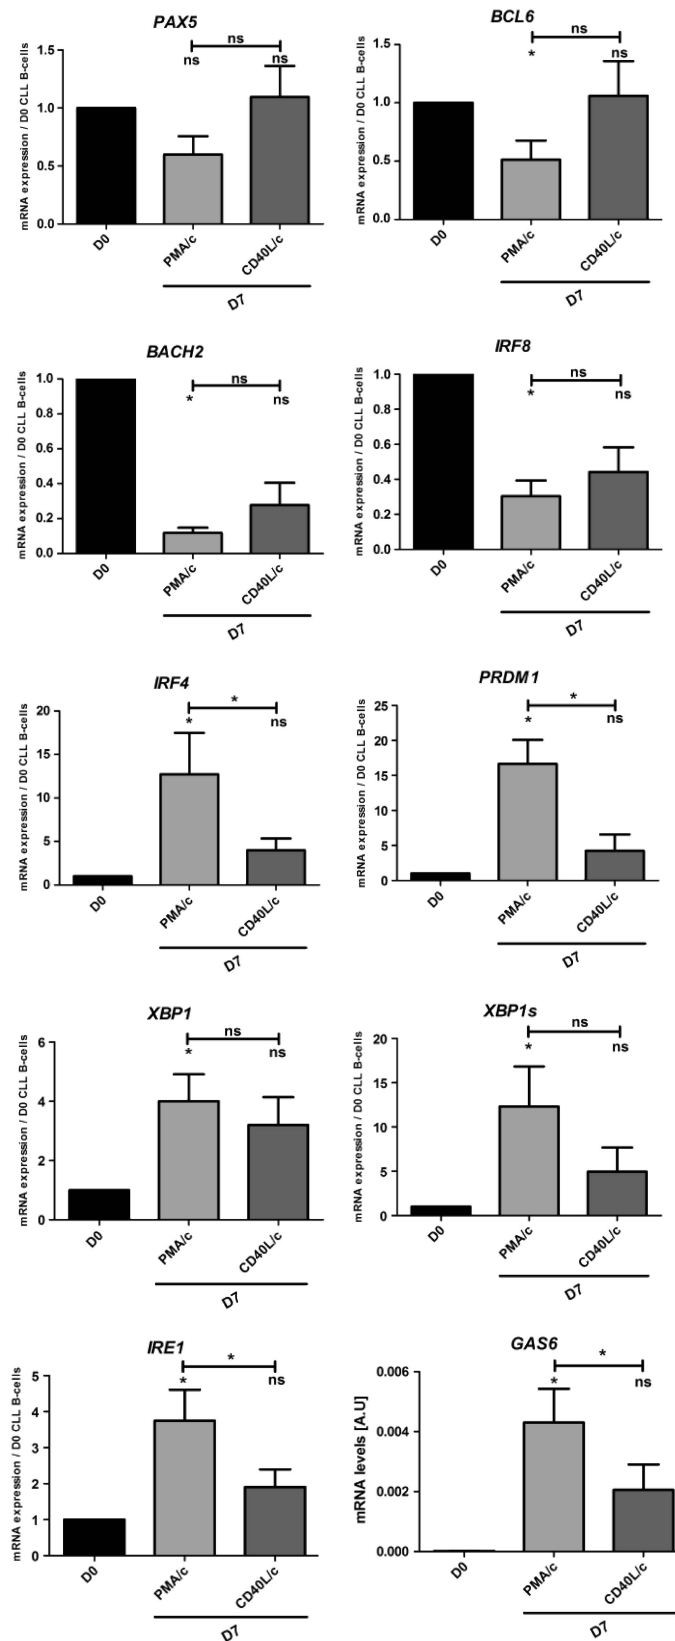 PAX5
mRNA expression / D0 CLL B-cells
1.5
1.0
0.5
0.0
ns
ns
ns
D0
PMA/c
CD40L/c
D7
BCL6
mRNA expression / D0 CLL B-cells
1.5
1.0
0.5
0.0
ns
*
ns
D0
PMA/c
CD40L/c
D7
BACH2
mRNA expression / D0 CLL B-cells
1.0
0.8
0.6
0.4
0.2
0.0
ns
*
ns
D0
PMA/c
CD40L/c
D7
IRF8
mRNA expression / D0 CLL B-cells
1.0
0.8
0.6
0.4
0.2
0.0
ns
*
ns
D0
PMA/c
CD40L/c
D7
IRF4
mRNA expression / D0 CLL B-cells
20
15
10
5
0
*
*
ns
D0
PMA/c
CD40L/c
D7
PRDM1
mRNA expression / D0 CLL B-cells
25
20
15
10
5
0
*
*
ns
D0
PMA/c
CD40L/c
D7
XBP1
mRNA expression / D0 CLL B-cells
6
4
2
0
ns
*
ns
D0
PMA/c
CD40L/c
D7
XBP1s
mRNA expression / D0 CLL B-cells
20
15
10
5
0
ns
*
ns
D0
PMA/c
CD40L/c
D7
IRE1
mRNA expression / D0 CLL B-cells
5
4
3
2
1
0
*
*
ns
D0
PMA/c
CD40L/c
D7
GAS6
mRNA levels [A.U]
0.006
0.004
0.002
0.000
*
*
ns
D0
PMA/c
CD40L/c
D7